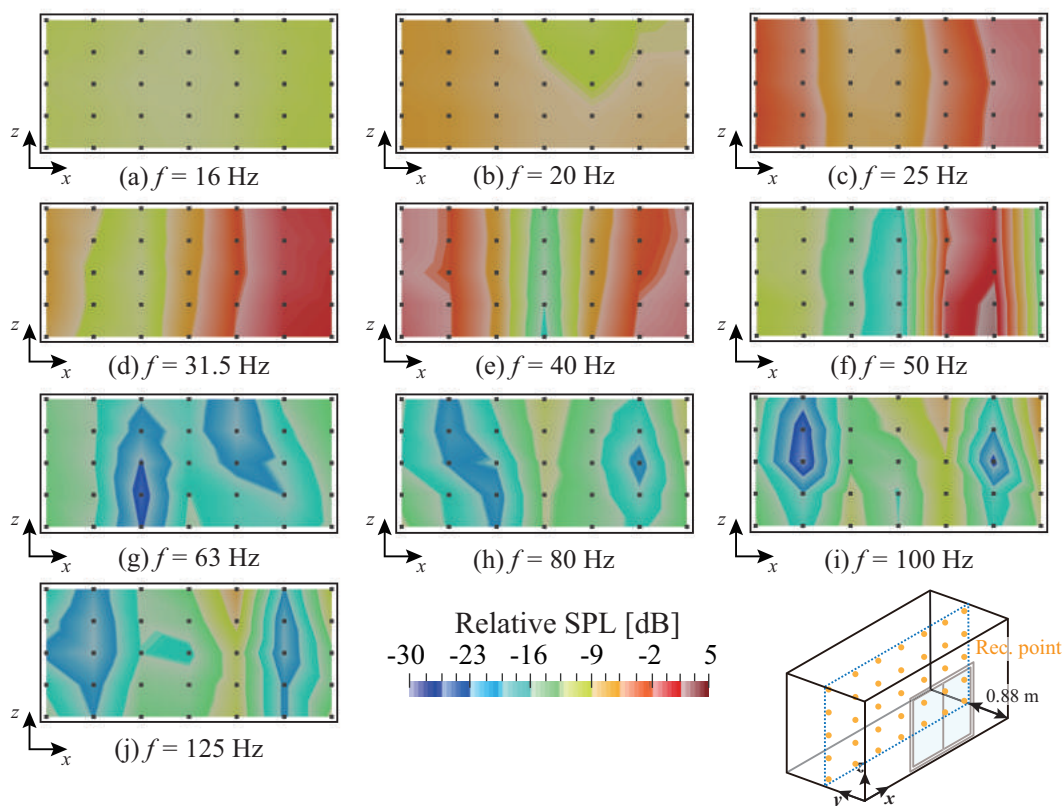 z
x
(a) f = 16 Hz
(b) f = 20 Hz
z
x
(c) f = 25 Hz
z
x
(d) f = 31.5 Hz
z
x
(e) f = 40 Hz
z
x
(f) f = 50 Hz
z
x
(g) f = 63 Hz
z
x
(h) f = 80 Hz
z
x
(i) f = 100 Hz
z
x
(j) f = 125 Hz
Relative SPL [dB]
-30 -23 -16 -9 -2 5
Rec. point
0.88 m
z
y
x